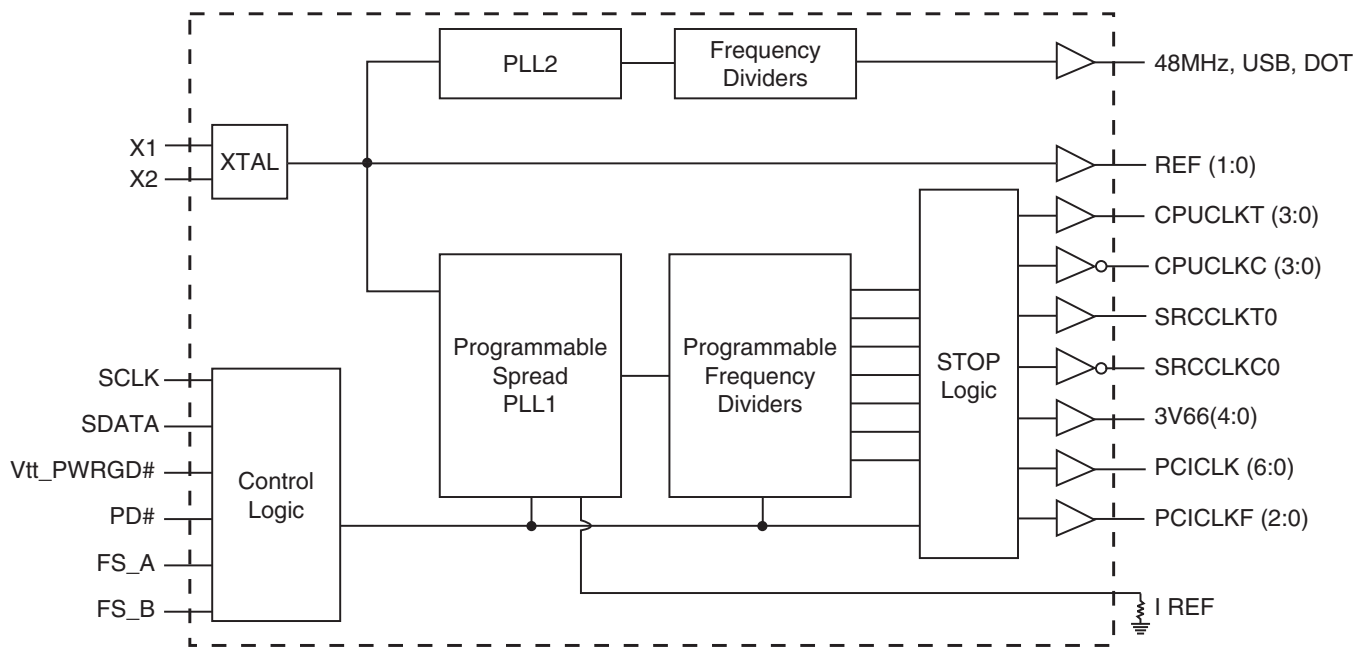 PLL2
Frequency
Dividers
48MHz, USB, DOT
X1
X2
XTAL
REF (1:0)
CPUCLKT (3:0)
CPUCLKC (3:0)
SRCCLKT0
SRCCLKC0
3V66(4:0)
PCICLK (6:0)
PCICLKF (2:0)
Programmable
Spread
PLL1
Programmable
Frequency
Dividers
STOP
Logic
SCLK
SDATA
Vtt_PWRGD#
PD#
FS_A
FS_B
Control
Logic
I REF